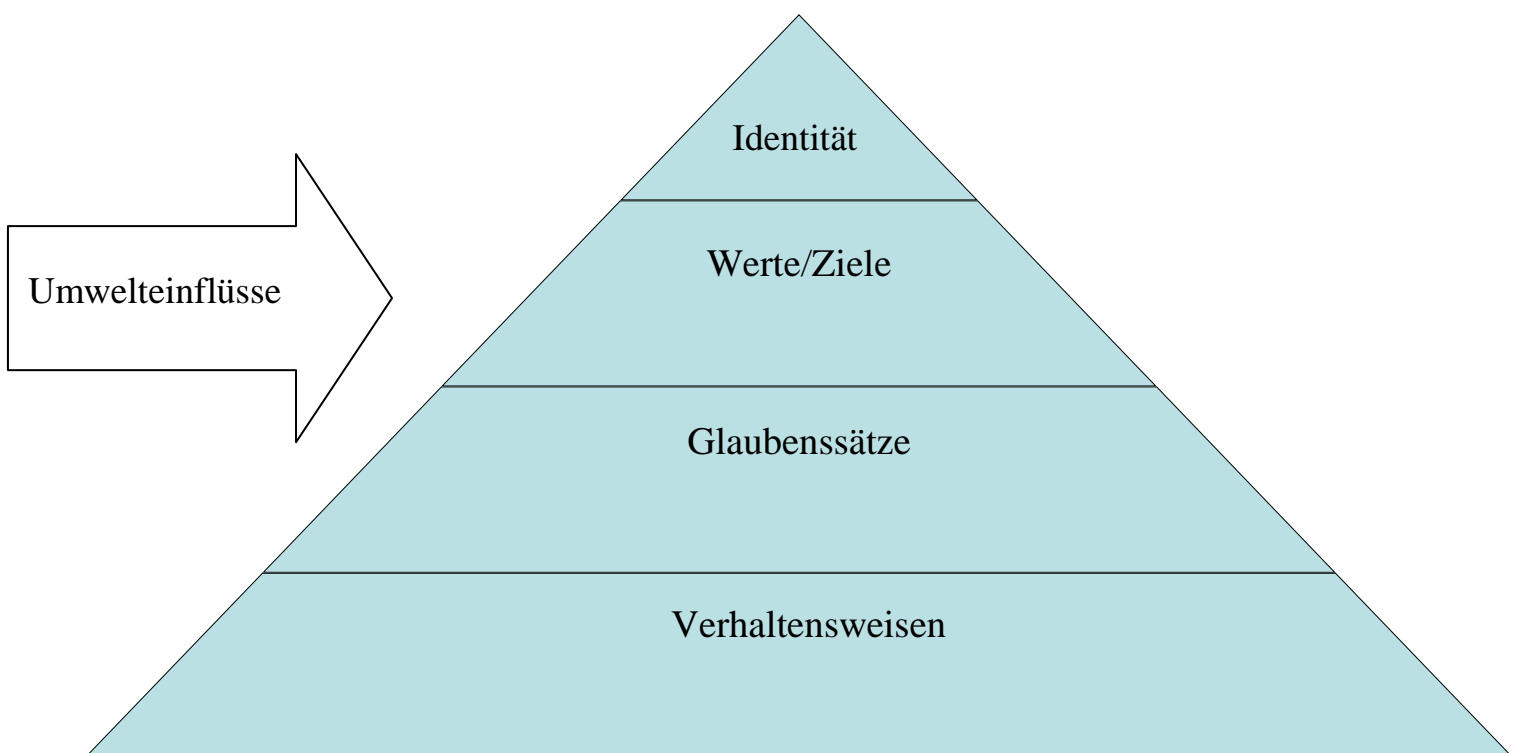 Identität
Werte/Ziele
Umwelteinflüsse
Glaubenssätze
Verhaltensweisen